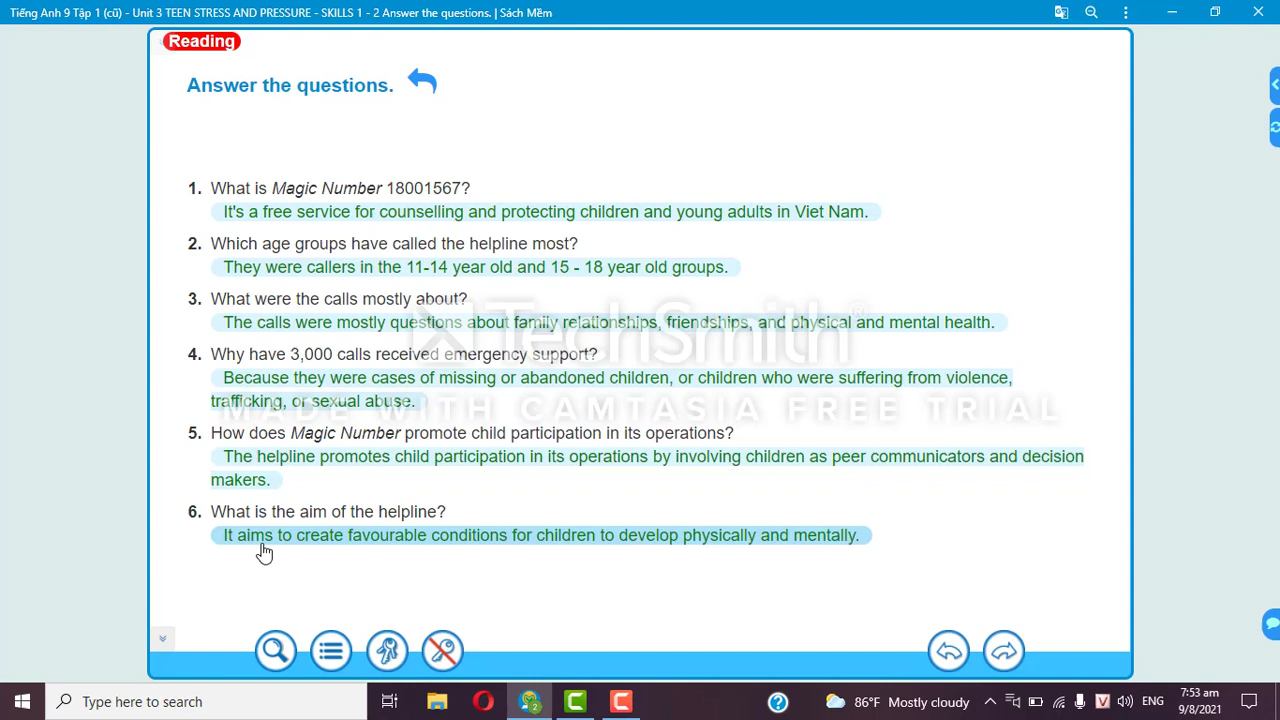 Tiếng Anh 9 Tập 1 (cũ) - Unit 3 TEEN STRESS AND PRESSURE - SKILLS 1 - 2 Answer the questions. | Sách Mềm
Reading
Answer the questions.
1. What is Magic Number 18001567?
It's a free service for counselling and protecting children and young adults in Viet Nam.
2. Which age groups have called the helpline most?
They were callers in the 11-14 year old and 15 - 18 year old groups.
3. What were the calls mostly about?
The calls were mostly questions about family relationships, friendships, and physical and mental health.
TechSmith®
4. Why have 3,000 calls received emergency support?
Because they were cases of missing or abandoned children, or children who were suffering from violence,
trafficking, or sexual abuse.
MADE WITH CAMTASIA FREE TRIAL
5. How does Magic Number promote child participation in its operations?
The helpline promotes child participation in its operations by involving children as peer communicators and decision
makers.
6. What is the aim of the helpline?
It aims to create favourable conditions for children to develop physically and mentally.
Type here to search
2
86°F Mostly cloudy
V
ENG
7:53 am
9/8/2021